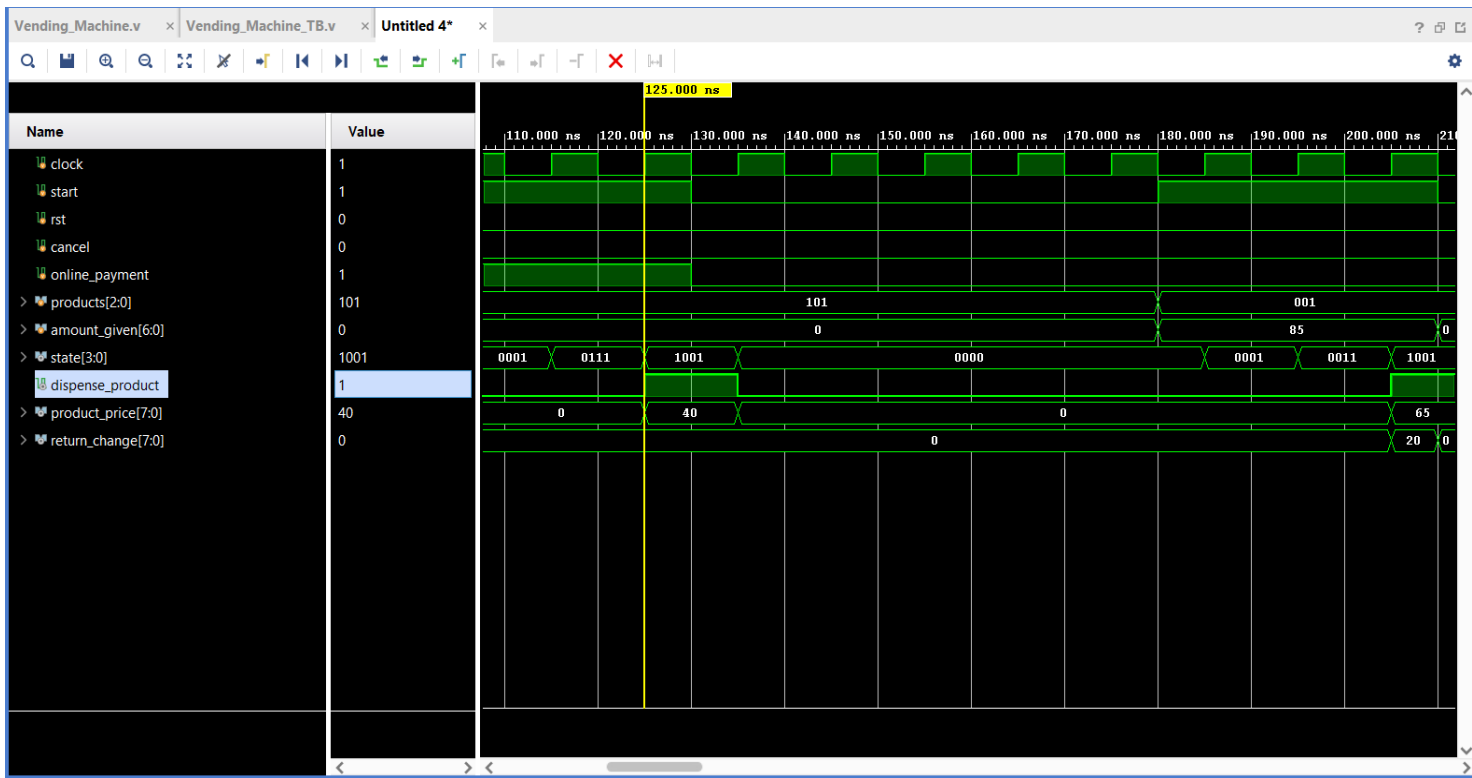 Vending_Machine.v × Vending_Machine_TB.v × Untitled 4* × ?
125.000 ns
Name Value 110.000 ns 120.000 ns 130.000 ns 140.000 ns 150.000 ns 160.000 ns 170.000 ns 180.000 ns 190.000 ns 200.000 ns 210
clock 1
start 1
rst 0
cancel 0
online_payment 1
products[2:0] 101 101 001
amount_given[6:0] 0 0 85 0
state[3:0] 1001 0001 0111 1001 0000 0001 0011 1001
dispense_product 1
product_price[7:0] 40 0 40 0 65
return_change[7:0] 0 0 20 0